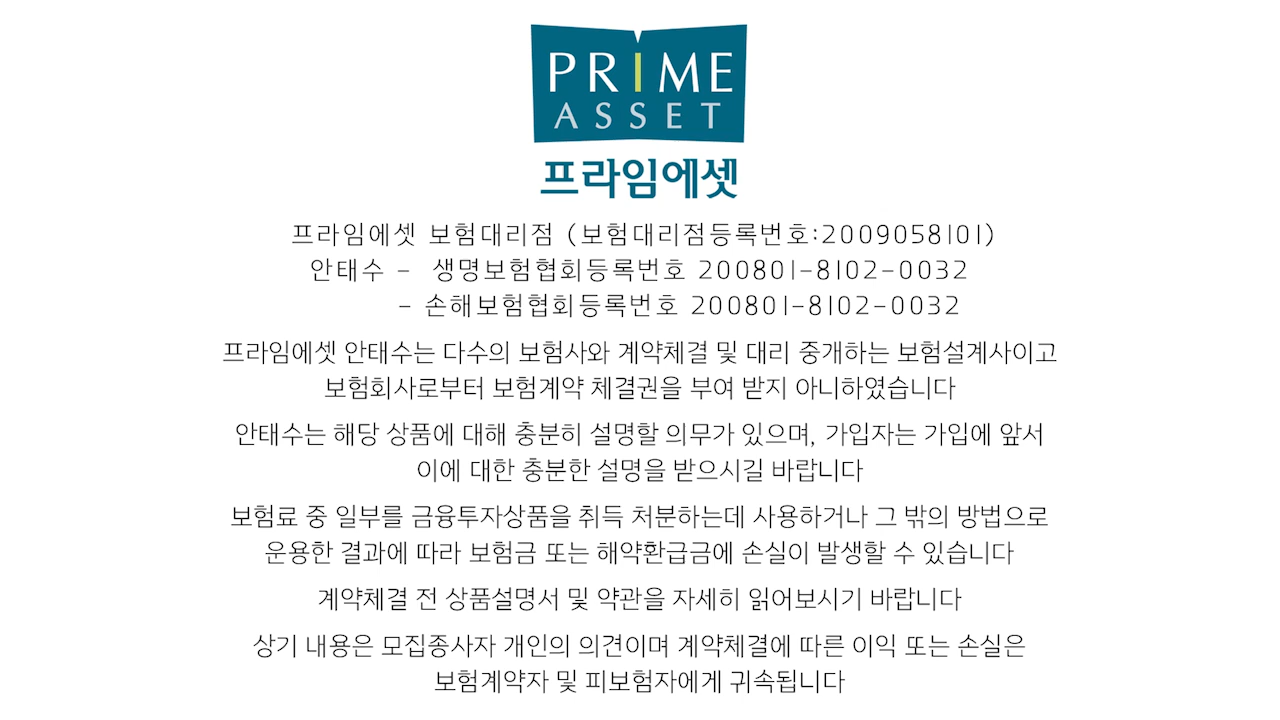 PRIME
ASSET
프라임에셋
프라임에셋 보험대리점 (보험대리점등록번호:2009058101)
안태수 - 생명보험협회등록번호 200801-8102-0032
- 손해보험협회등록번호 200801-8102-0032
프라임에셋 안태수는 다수의 보험사와 계약체결 및 대리 중개하는 보험설계사이고
보험회사로부터 보험계약 체결권을 부여 받지 아니하였습니다
안태수는 해당 상품에 대해 충분히 설명할 의무가 있으며, 가입자는 가입에 앞서
이에 대한 충분한 설명을 받으시길 바랍니다
보험료 중 일부를 금융투자상품을 취득 처분하는데 사용하거나 그 밖의 방법으로
운용한 결과에 따라 보험금 또는 해약환급금에 손실이 발생할 수 있습니다
계약체결 전 상품설명서 및 약관을 자세히 읽어보시기 바랍니다
상기 내용은 모집종사자 개인의 의견이며 계약체결에 따른 이익 또는 손실은
보험계약자 및 피보험자에게 귀속됩니다